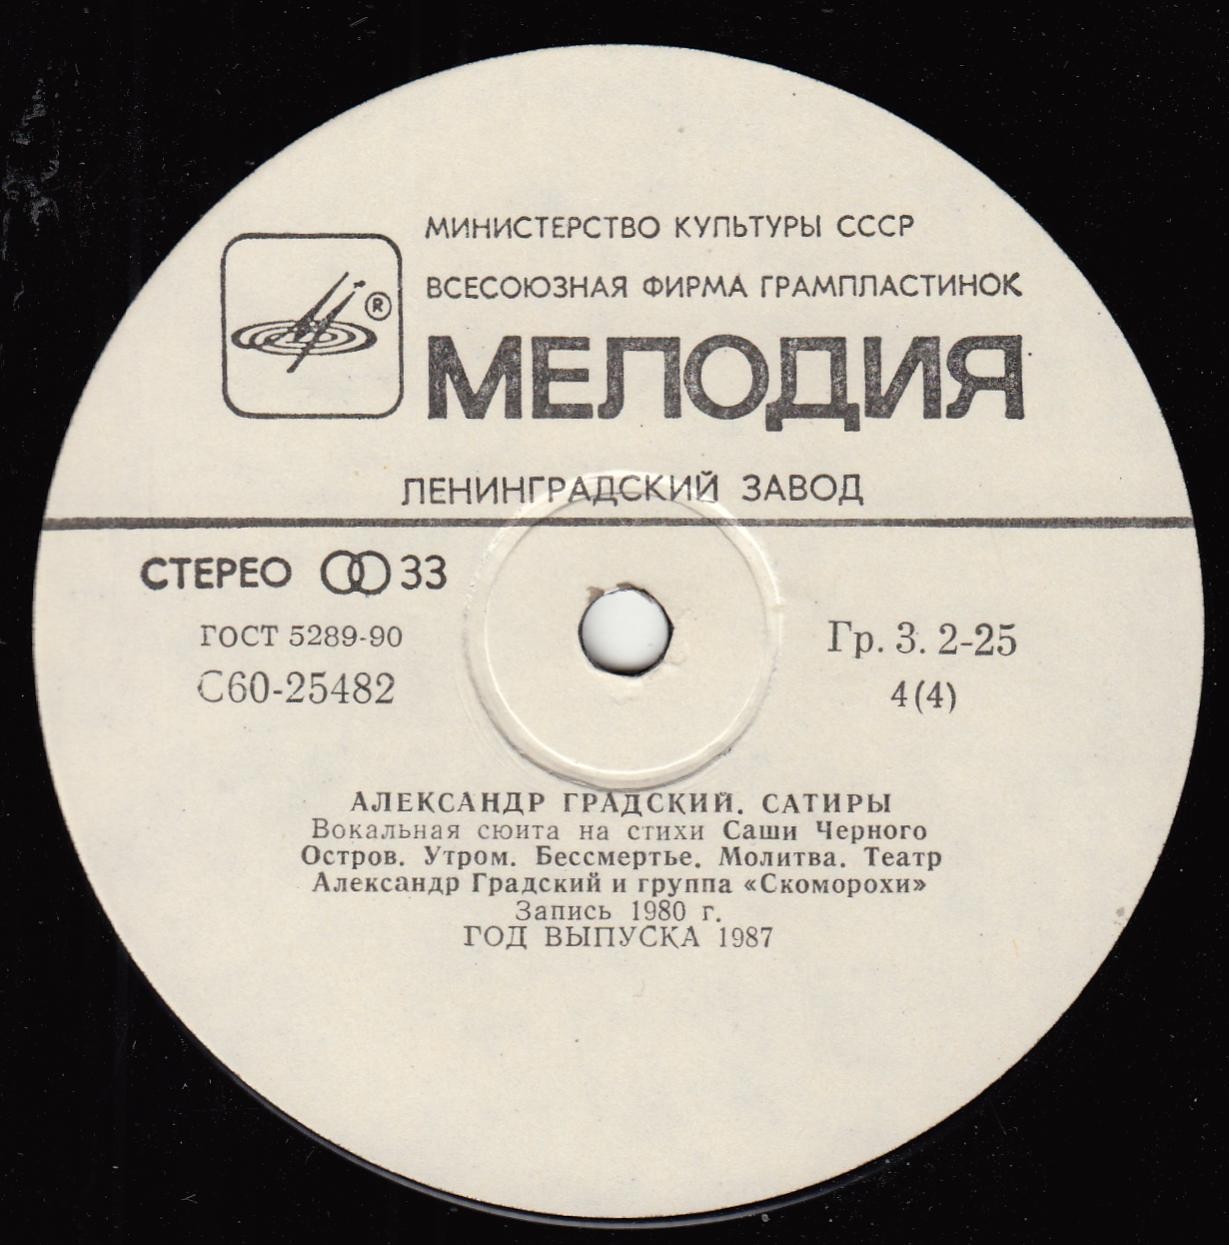 МИНИСТЕРСТВО КУЛЬТУРЫ СССР
ВСЕСОЮЗНАЯ ФИРМА ГРАМПЛАСТИНОК
®
МЕЛОДИЯ
ЛЕНИНГРАДСКИЙ ЗАВОД
СТЕРЕО 33
ГОСТ 5289-90
Гр. 3. 2-25
С60-25482
4(4)
АЛЕКСАНДР ГРАДСКИЙ. САТИРЫ
Вокальная сюита на стихи Саши Черного
Остров. Утром. Бессмертье. Молитва. Театр
Александр Градский и группа «Скоморохи»
Запись 1980 г.
ГОД ВЫПУСКА 1987